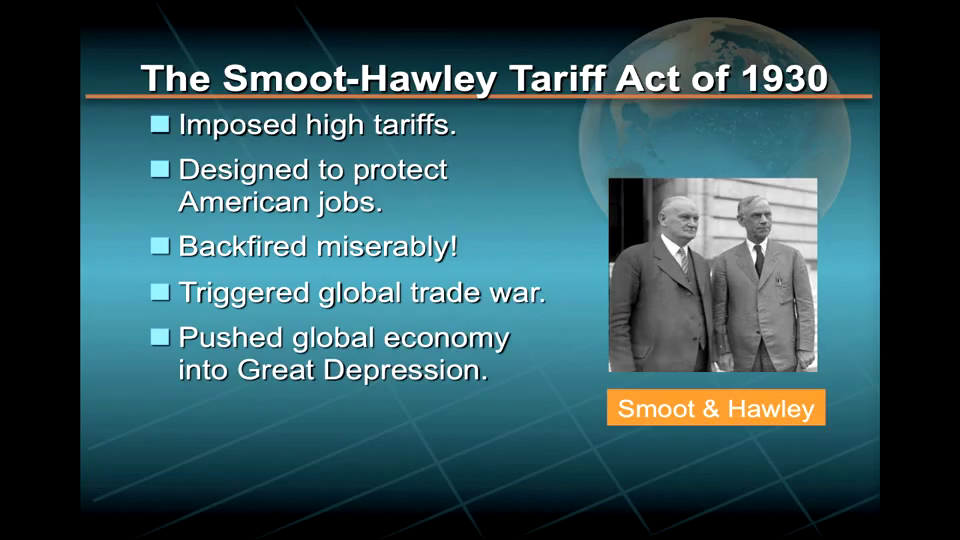 The Smoot-Hawley Tariff Act of 1930
Imposed high tariffs.
Designed to protect
American jobs.
Backfired miserably!
Triggered global trade war.
Pushed global economy
into Great Depression.
Smoot & Hawley